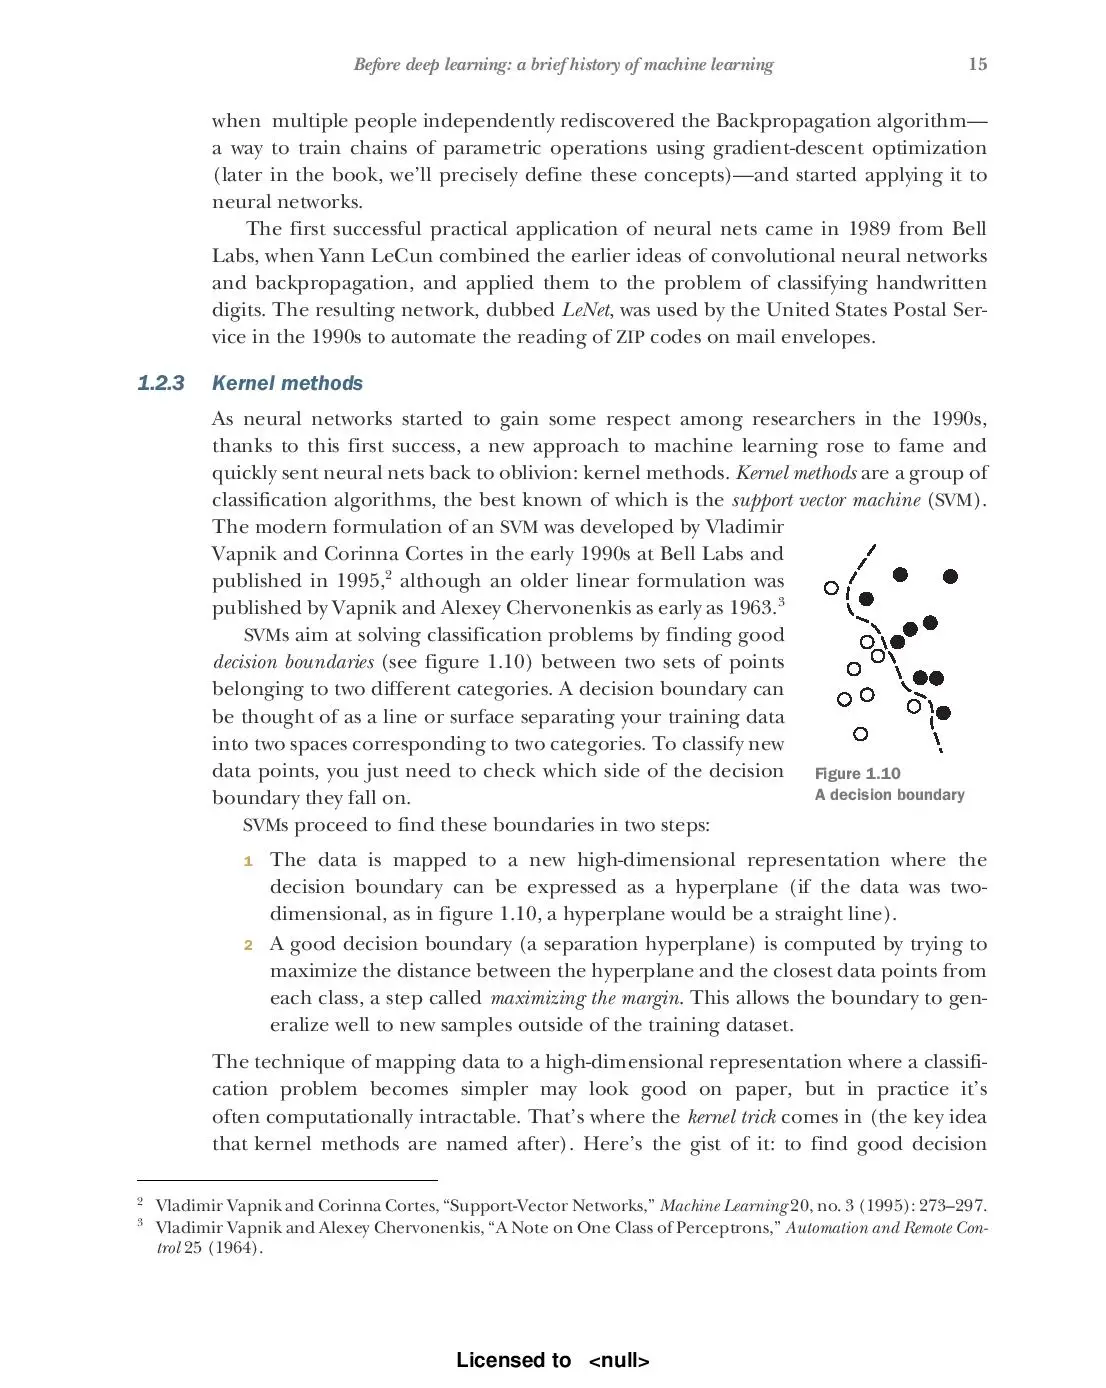 Before deep learning: a brief history of machine learning 15
when multiple people independently rediscovered the Backpropagation algorithm—
a way to train chains of parametric operations using gradient-descent optimization
(later in the book, we’ll precisely define these concepts)—and started applying it to
neural networks.
The first successful practical application of neural nets came in 1989 from Bell
Labs, when Yann LeCun combined the earlier ideas of convolutional neural networks
and backpropagation, and applied them to the problem of classifying handwritten
digits. The resulting network, dubbed LeNet, was used by the United States Postal Ser-
vice in the 1990s to automate the reading of ZIP codes on mail envelopes.
1.2.3 Kernel methods
As neural networks started to gain some respect among researchers in the 1990s,
thanks to this first success, a new approach to machine learning rose to fame and
quickly sent neural nets back to oblivion: kernel methods. Kernel methods are a group of
classification algorithms, the best known of which is the support vector machine (SVM).
The modern formulation of an SVM was developed by Vladimir
Vapnik and Corinna Cortes in the early 1990s at Bell Labs and
published in 1995,2 although an older linear formulation was
published by Vapnik and Alexey Chervonenkis as early as 1963.3
SVMs aim at solving classification problems by finding good
decision boundaries (see figure 1.10) between two sets of points
belonging to two different categories. A decision boundary can
be thought of as a line or surface separating your training data
into two spaces corresponding to two categories. To classify new
data points, you just need to check which side of the decision
boundary they fall on.
Figure 1.10
A decision boundary
SVMs proceed to find these boundaries in two steps:
1 The data is mapped to a new high-dimensional representation where the
decision boundary can be expressed as a hyperplane (if the data was two-
dimensional, as in figure 1.10, a hyperplane would be a straight line).
2 A good decision boundary (a separation hyperplane) is computed by trying to
maximize the distance between the hyperplane and the closest data points from
each class, a step called maximizing the margin. This allows the boundary to gen-
eralize well to new samples outside of the training dataset.
The technique of mapping data to a high-dimensional representation where a classifi-
cation problem becomes simpler may look good on paper, but in practice it’s
often computationally intractable. That’s where the kernel trick comes in (the key idea
that kernel methods are named after). Here’s the gist of it: to find good decision
2 Vladimir Vapnik and Corinna Cortes, “Support-Vector Networks,” Machine Learning 20, no. 3 (1995): 273–297.
3 Vladimir Vapnik and Alexey Chervonenkis, “A Note on One Class of Perceptrons,” Automation and Remote Con-
trol 25 (1964).
Licensed to <null>